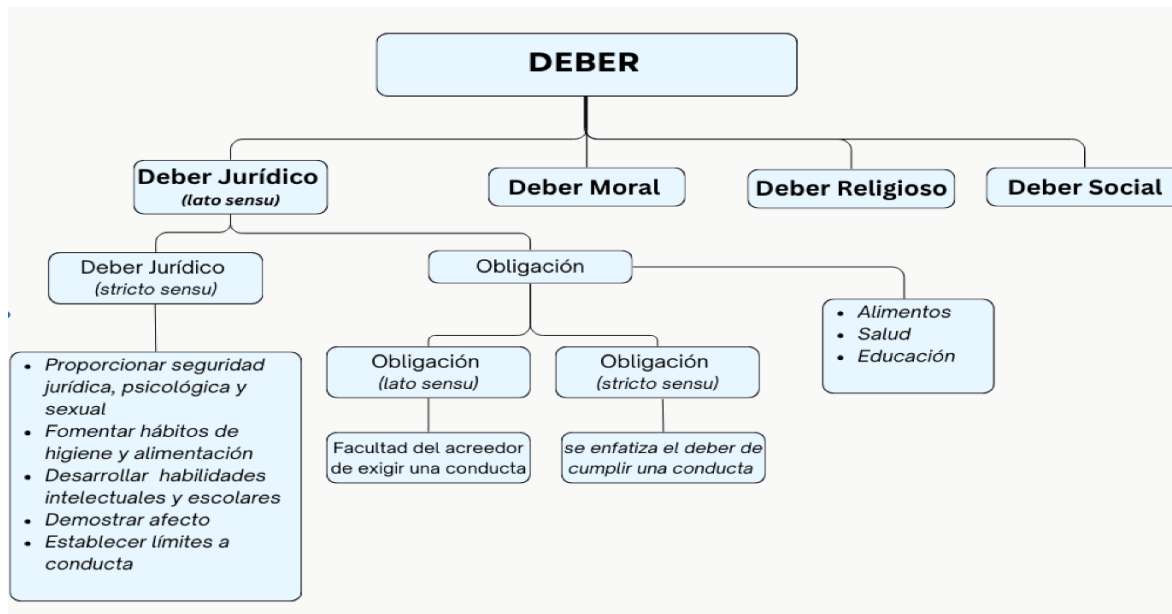 DEBER
Deber Jurídico
(lato sensu)
Deber Moral
Deber Religioso
Deber Social
Deber Jurídico
(stricto sensu)
Obligación
• Alimentos
• Salud
• Educación
• Proporcionar seguridad
jurídica, psicológica y
sexual
• Fomentar hábitos de
higiene y alimentación
• Desarrollar habilidades
intelectuales y escolares
• Demostrar afecto
• Establecer límites a
conducta
Obligación
(lato sensu)
Obligación
(stricto sensu)
Facultad del acreedor
de exigir una conducta
se enfatiza el deber de
cumplir una conducta